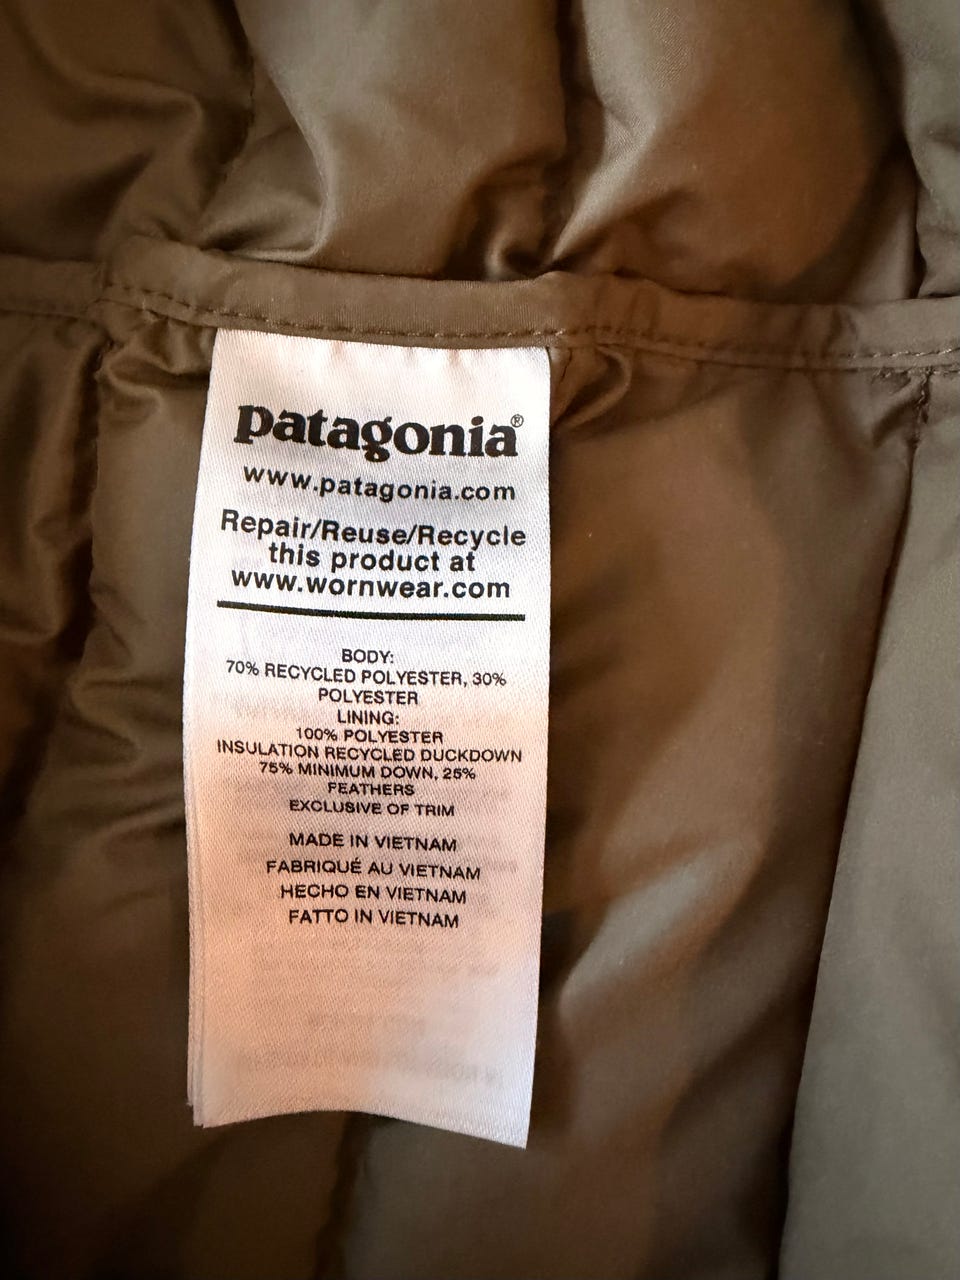 patagonia®
www.patagonia.com
Repair/Reuse/Recycle
this product at
www.wornwear.com
BODY:
70% RECYCLED POLYESTER, 30%
POLYESTER
LINING:
100% POLYESTER
INSULATION RECYCLED DUCKDOWN
75% MINIMUM DOWN, 25%
FEATHERS
EXCLUSIVE OF TRIM
MADE IN VIETNAM
FABRIQUÉ AU VIETNAM
HECHO EN VIETNAM
FATTO IN VIETNAM